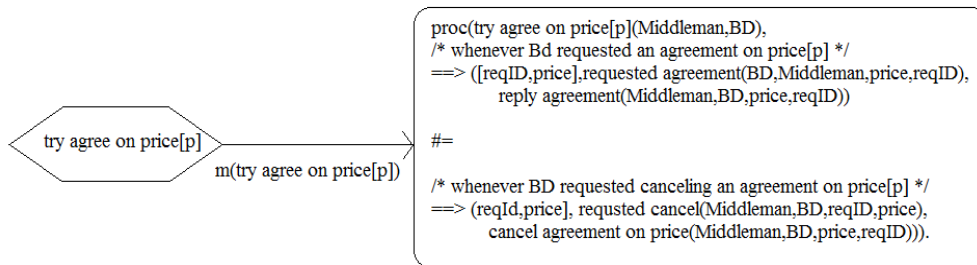 try agree on price[p]
m(try agree on price[p])
proc(try agree on price[p](Middleman,BD),
/* whenever Bd requested an agreement on price[p] */
==> ([reqID,price],requested agreement(BD,Middleman,price,reqID),
reply agreement(Middleman,BD,price,reqID))
#=
/* whenever BD requested canceling an agreement on price[p] */
==> (reqId,price], requsted cancel(Middleman,BD,reqID,price),
cancel agreement on price(Middleman,BD,price,reqID))).